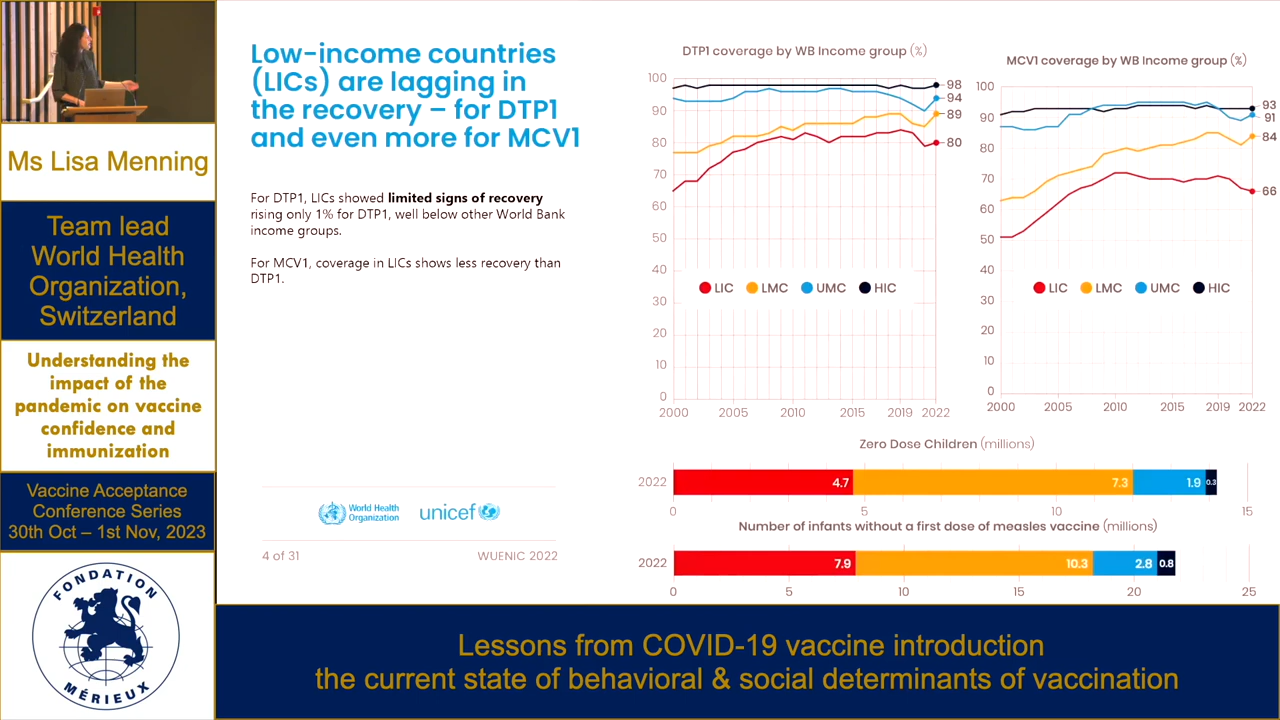 Ms Lisa Menning
Team lead
World Health
Organization,
Switzerland
Understanding the
impact of the
pandemic on vaccine
confidence and
immunization
Vaccine Acceptance
Conference Series
30th Oct – 1st Nov, 2023
FONDATION
MÉRIEUX
Low-income countries
(LICs) are lagging in
the recovery – for DTP1
and even more for MCV1
For DTP1, LICs showed limited signs of recovery
rising only 1% for DTP1, well below other World Bank
income groups.
For MCV1, coverage in LICs shows less recovery than
DTP1.
World Health
Organization
unicef
4 of 31
WUENIC 2022
DTP1 coverage by WB Income group (%)
100
90
80
70
60
50
40
30
20
10
0
98
94
89
80
LIC LMC UMC HIC
2000 2005 2010 2015 2019 2022
MCV1 coverage by WB Income group (%)
100
90
80
70
60
50
40
30
20
10
0
93
91
84
66
LIC LMC UMC HIC
2000 2005 2010 2015 2019 2022
Zero Dose Children (millions)
2022 4.7 7.3 1.9 0.3
0 5 10 15
Number of infants without a first dose of measles vaccine (millions)
2022 7.9 10.3 2.8 0.8
0 5 10 15 20 25
Lessons from COVID-19 vaccine introduction
the current state of behavioral & social determinants of vaccination